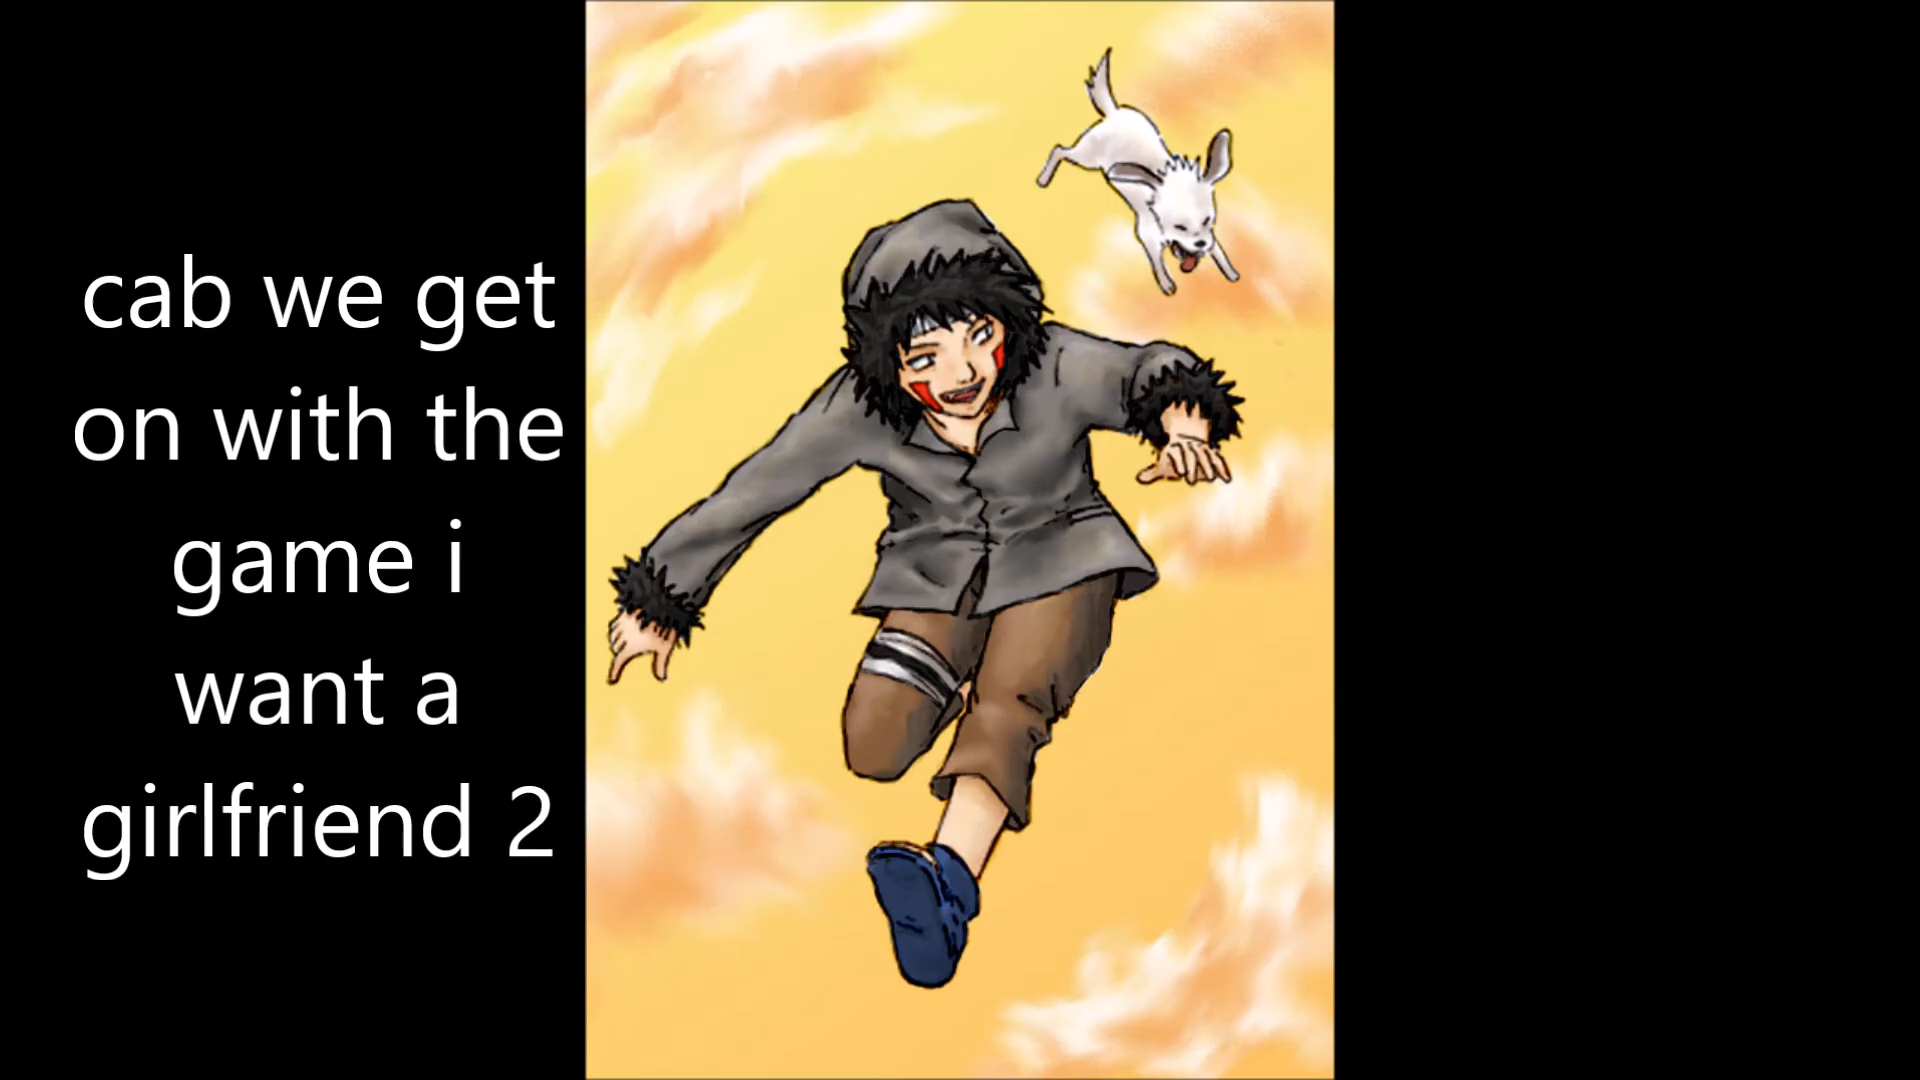 cab we get
on with the
game i
want a
girlfriend 2